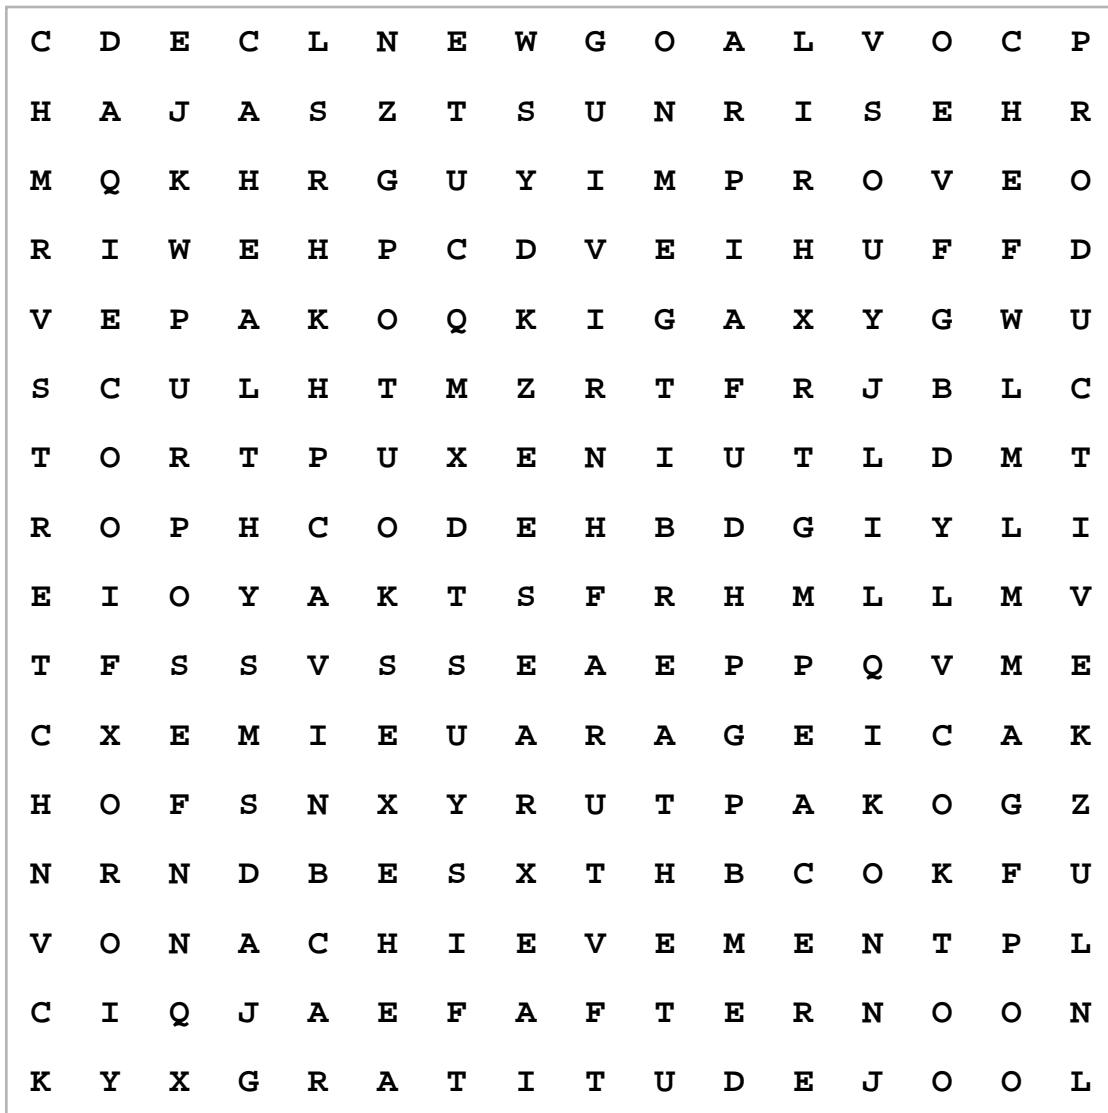 C D E C L N E W G O A L V O C P
H A J A S Z T S U N R I S E H R
M Q K H R G U Y I M P R O V E O
R I W E H P C D V E I H U F F D
V E P A K O Q K I G A X Y G W U
S C U L H T M Z R T F R J B L C
T O R T P U X E N I U T L D M T
R O P H C O D E H B D G I Y L I
E I O Y A K T S F R H M L L M V
T F S S V S S E A E P P Q V M E
C X E M I E U A R A G E I C A K
H O F S N X Y R U T P A K O G Z
N R N D B E S X T H B C O K F U
V O N A C H I E V E M E N T P L
C I Q J A E F A F T E R N O O N
K Y X G R A T I T U D E J O O L